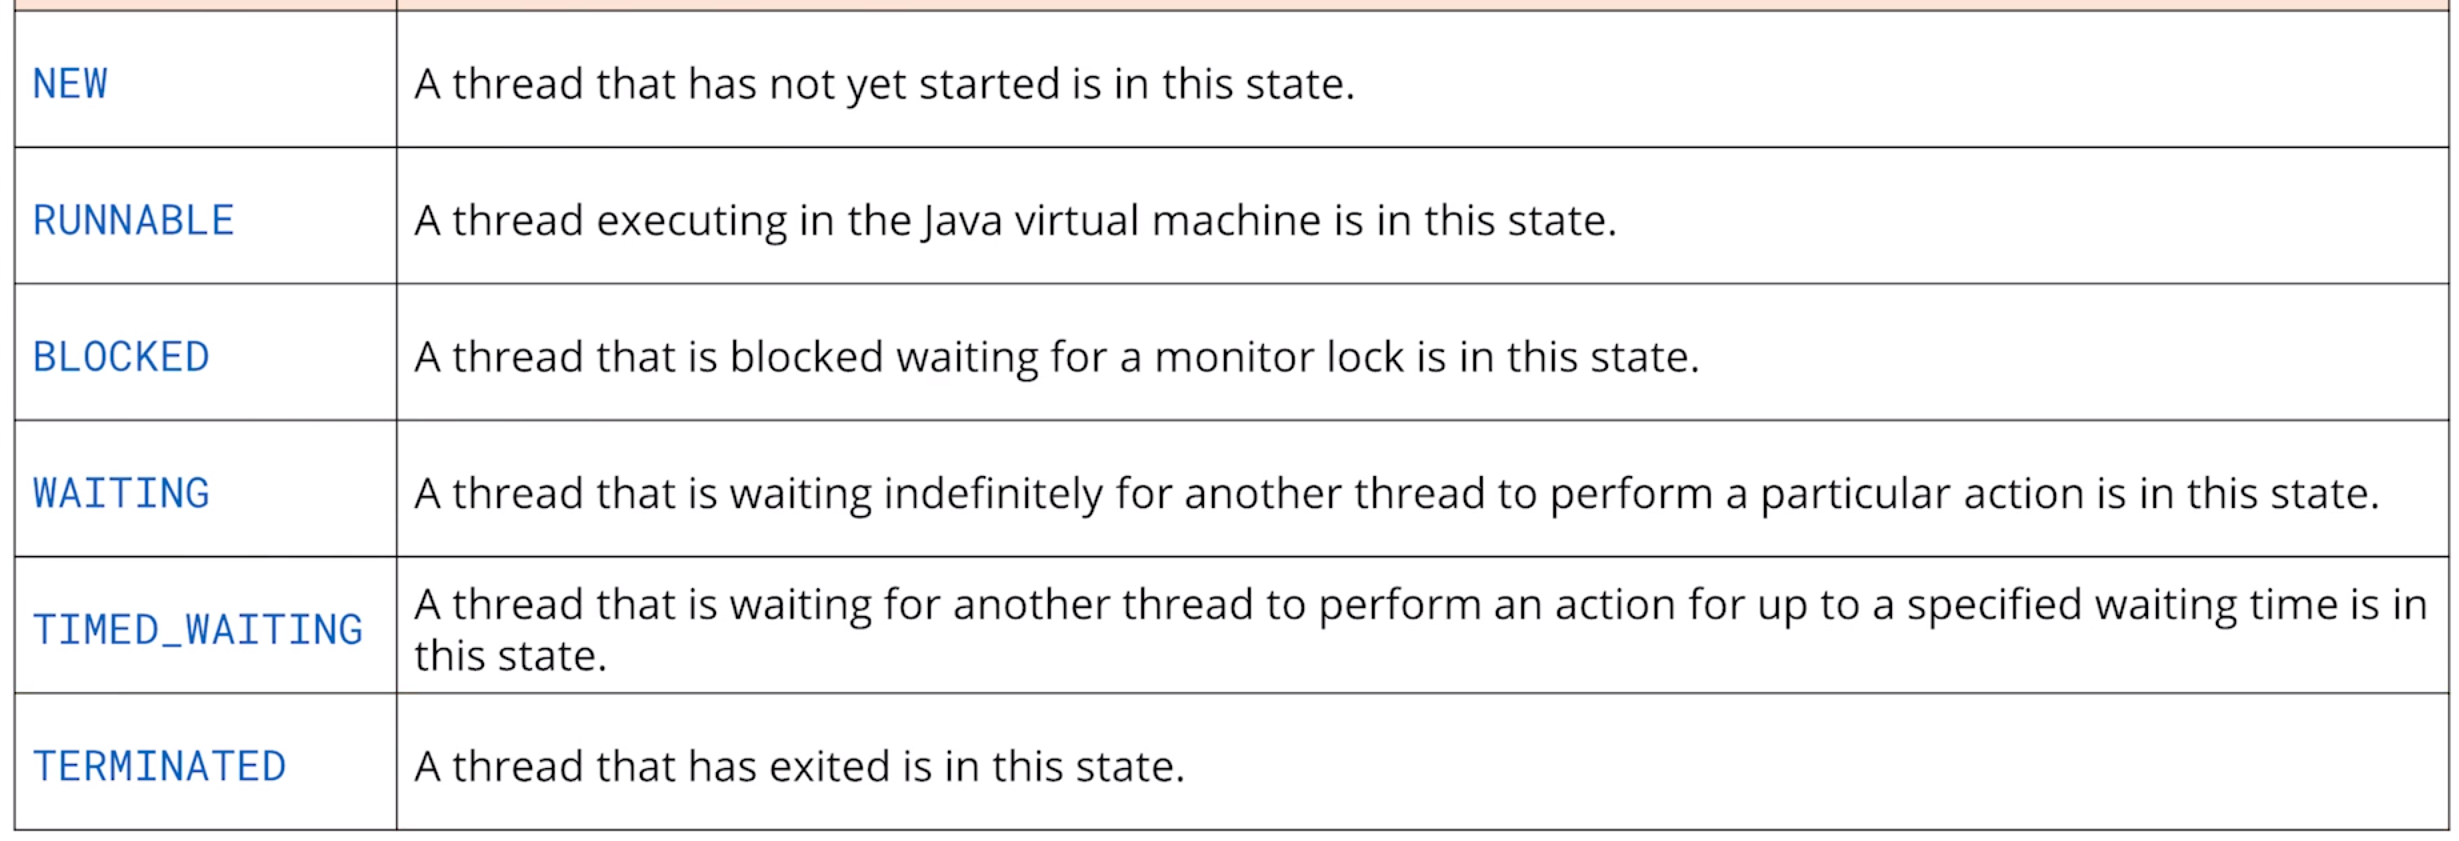 NEW
A thread that has not yet started is in this state.
RUNNABLE
A thread executing in the Java virtual machine is in this state.
BLOCKED
A thread that is blocked waiting for a monitor lock is in this state.
WAITING
A thread that is waiting indefinitely for another thread to perform a particular action is in this state.
TIMED_WAITING
A thread that is waiting for another thread to perform an action for up to a specified waiting time is in
this state.
TERMINATED
A thread that has exited is in this state.